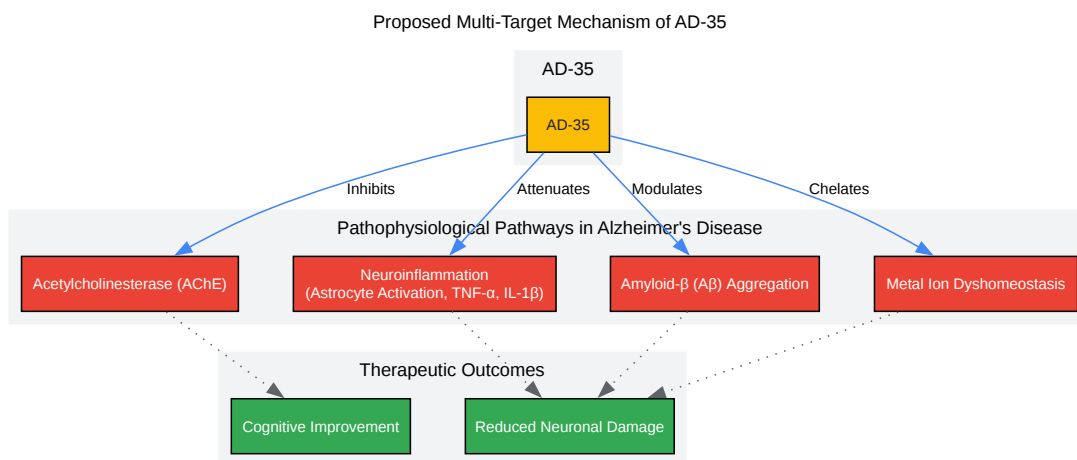 Proposed Multi-Target Mechanism of AD-35
AD-35
AD-35
Inhibits
Attenuates
Modulates
Chelates
Pathophysiological Pathways in Alzheimer's Disease
Acetylcholinesterase (AChE)
Neuroinflammation
(Astrocyte Activation, TNF-α, IL-1β)
Amyloid-β (Aβ) Aggregation
Metal Ion Dyshomeostasis
Therapeutic Outcomes
Cognitive Improvement
Reduced Neuronal Damage